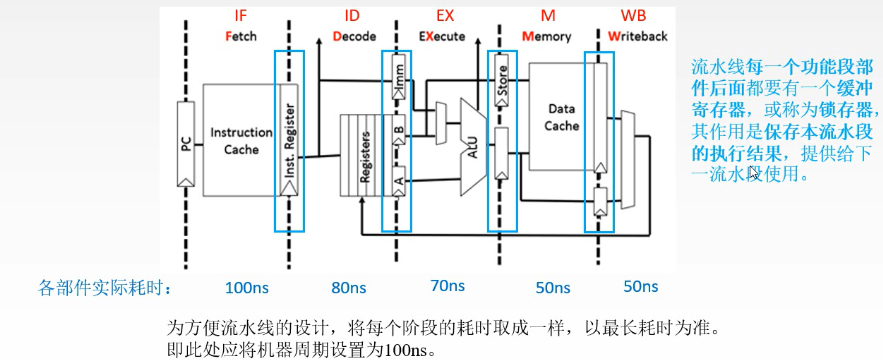 IF ID EX M WB
Fetch Decode EXecute Memory Writeback
流水线每一个功能段部
件后面都要有一个缓冲
寄存器，或称为锁存器，
其作用是保存本流水段
的执行结果，提供给下
一流水段使用。
PC
Instruction
Cache
Inst. Register
Registers
Imm
B
A
ALU
Store
Data
Cache
各部件实际耗时： 100ns 80ns 70ns 50ns 50ns
为方便流水线的设计，将每个阶段的耗时取成一样，以最长耗时为准。
即此处应将机器周期设置为100ns。